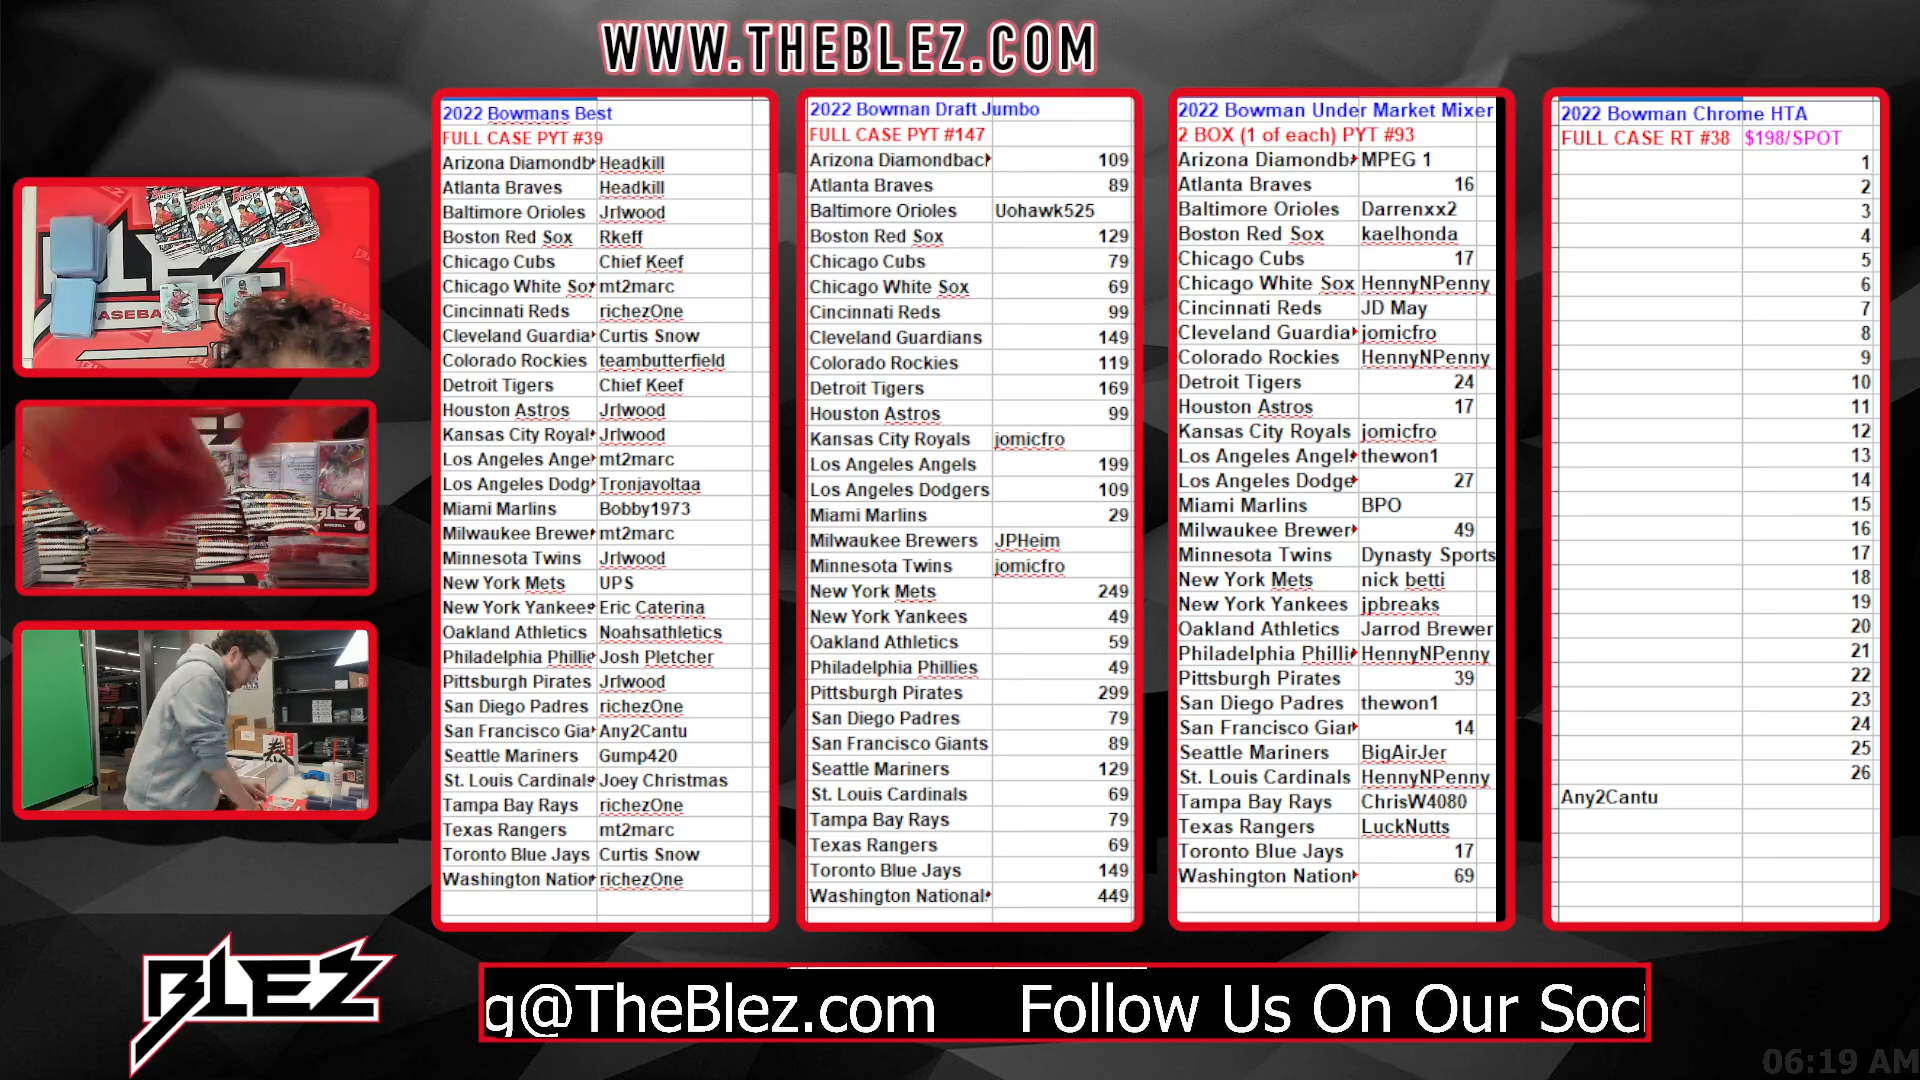 WWW.THEBLEZ.COM
2022 Bowmans Best
FULL CASE PYT #39
Arizona Diamondb Headkill
Atlanta Braves Headkill
Baltimore Orioles Jrlwood
Boston Red Sox Rkeff
Chicago Cubs Chief Keef
Chicago White Sox mt2marc
Cincinnati Reds richezOne
Cleveland Guardia Curtis Snow
Colorado Rockies teambutterfield
Detroit Tigers Chief Keef
Houston Astros Jrlwood
Kansas City Royal Jrlwood
Los Angeles Ange mt2marc
Los Angeles Dodg Tronjavoltaa
Miami Marlins Bobby1973
Milwaukee Brewer mt2marc
Minnesota Twins Jrlwood
New York Mets UPS
New York Yankees Eric Caterina
Oakland Athletics Noahsathletics
Philadelphia Phillie Josh Pletcher
Pittsburgh Pirates Jrlwood
San Diego Padres richezOne
San Francisco Gia Any2Cantu
Seattle Mariners Gump420
St. Louis Cardinals Joey Christmas
Tampa Bay Rays richezOne
Texas Rangers mt2marc
Toronto Blue Jays Curtis Snow
Washington Nation richezOne
2022 Bowman Draft Jumbo
FULL CASE PYT #147
Arizona Diamondback 109
Atlanta Braves 89
Baltimore Orioles Uohawk525
Boston Red Sox 129
Chicago Cubs 79
Chicago White Sox 69
Cincinnati Reds 99
Cleveland Guardians 149
Colorado Rockies 119
Detroit Tigers 169
Houston Astros 99
Kansas City Royals jomicfro
Los Angeles Angels 199
Los Angeles Dodgers 109
Miami Marlins 29
Milwaukee Brewers JPHeim
Minnesota Twins jomicfro
New York Mets 249
New York Yankees 49
Oakland Athletics 59
Philadelphia Phillies 49
Pittsburgh Pirates 299
San Diego Padres 79
San Francisco Giants 89
Seattle Mariners 129
St. Louis Cardinals 69
Tampa Bay Rays 79
Texas Rangers 69
Toronto Blue Jays 149
Washington National 449
2022 Bowman Under Market Mixer
2 BOX (1 of each) PYT #93
Arizona Diamondba MPEG 1
Atlanta Braves 16
Baltimore Orioles Darrenxx2
Boston Red Sox kaelhonda
Chicago Cubs 17
Chicago White Sox HennyNPenny
Cincinnati Reds JD May
Cleveland Guardia jomicfro
Colorado Rockies HennyNPenny
Detroit Tigers 24
Houston Astros 17
Kansas City Royals jomicfro
Los Angeles Angel thewon1
Los Angeles Dodge 27
Miami Marlins BPO
Milwaukee Brewer 49
Minnesota Twins Dynasty Sports
New York Mets nick betti
New York Yankees jpbreaks
Oakland Athletics Jarrod Brewer
Philadelphia Philli HennyNPenny
Pittsburgh Pirates 39
San Diego Padres thewon1
San Francisco Gian 14
Seattle Mariners BigAirJer
St. Louis Cardinals HennyNPenny
Tampa Bay Rays ChrisW4080
Texas Rangers LuckNutts
Toronto Blue Jays 17
Washington Nation 69
2022 Bowman Chrome HTA
FULL CASE RT #38 $198/SPOT
1
2
3
4
5
6
7
8
9
10
11
12
13
14
15
16
17
18
19
20
21
22
23
24
25
26
Any2Cantu
BLEZ
g@TheBlez.com Follow Us On Our Soci
06:19 AM